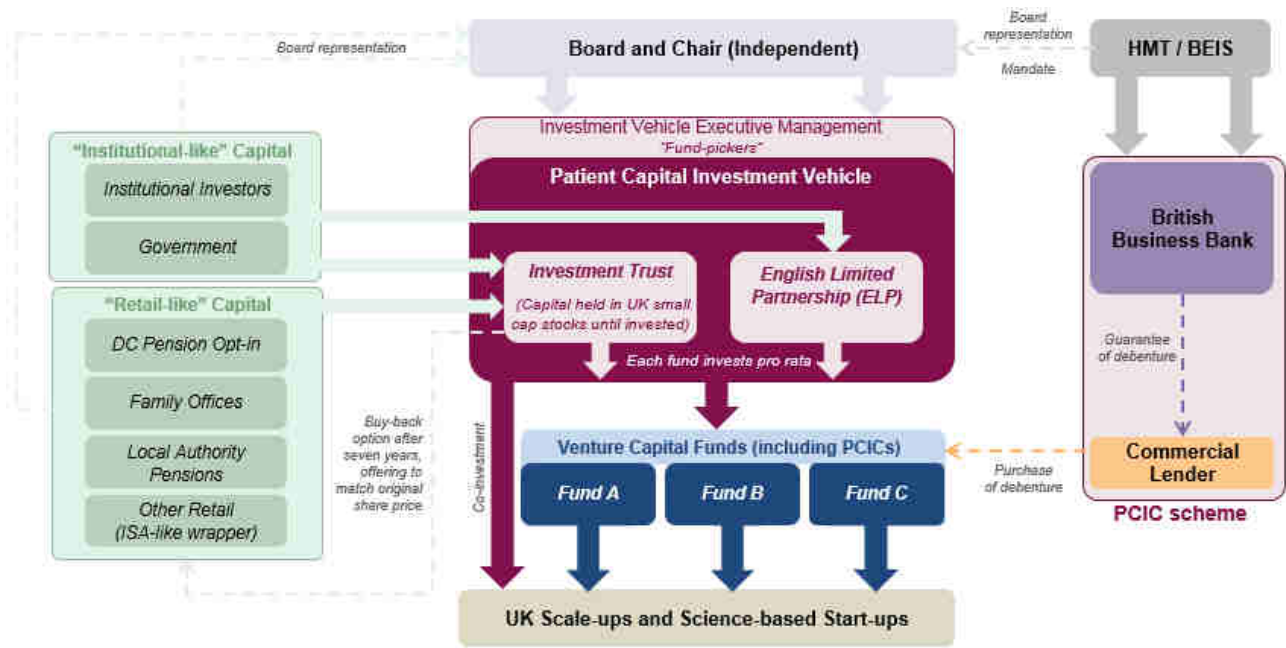 Board representation
Board and Chair (Independent)
Board
representation
Mandate
HMT / BEIS
Investment Vehicle Executive Management
"Fund-pickers"
Patient Capital Investment Vehicle
"Institutional-like" Capital
Institutional Investors
Government
"Retail-like" Capital
DC Pension Opt-in
Family Offices
Local Authority
Pensions
Other Retail
(ISA-like wrapper)
Investment Trust
(Capital held in UK small
cap stocks until invested)
English Limited
Partnership (ELP)
Each fund invests pro rata
British
Business Bank
Guarantee
of debenture
Commercial
Lender
PCIC scheme
Buy-back
option after
seven years,
offering to
match original
share price
Co-investment
Venture Capital Funds (including PCICs)
Purchase
of debenture
Fund A
Fund B
Fund C
UK Scale-ups and Science-based Start-ups